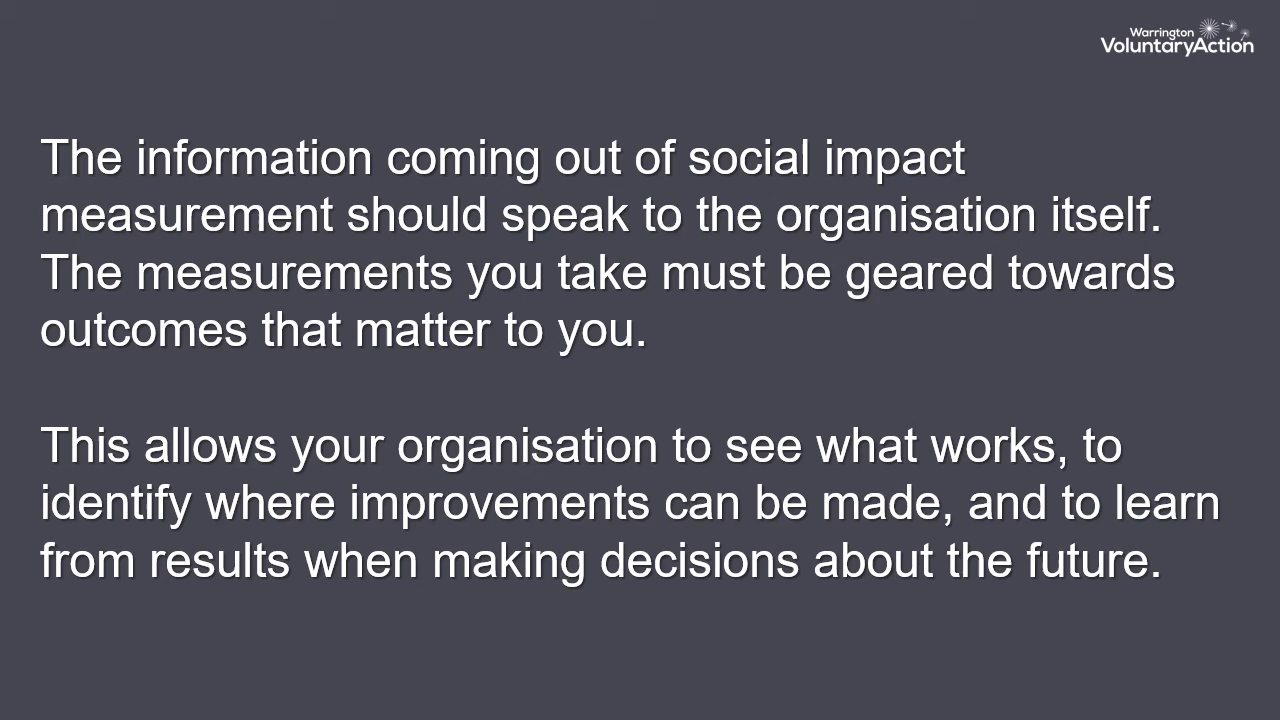 Warrington
VoluntaryAction
The information coming out of social impact
measurement should speak to the organisation itself.
The measurements you take must be geared towards
outcomes that matter to you.
This allows your organisation to see what works, to
identify where improvements can be made, and to learn
from results when making decisions about the future.